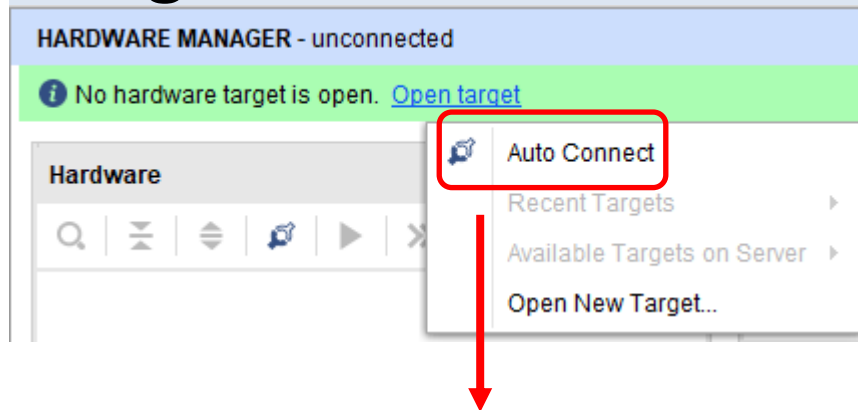 HARDWARE MANAGER - unconnected
No hardware target is open. Open target
Auto Connect
Hardware
Recent Targets
Available Targets on Server
Open New Target...